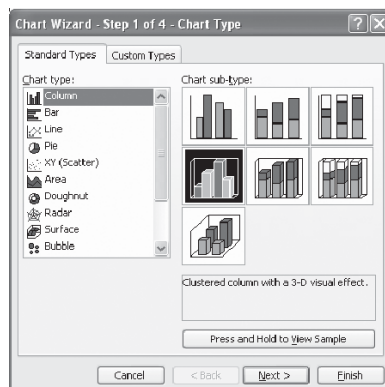 Chart Wizard - Step 1 of 4 - Chart Type
Standard Types Custom Types
Chart type:
Column
Bar
Line
Pie
XY (Scatter)
Area
Doughnut
Radar
Surface
Bubble
Chart sub-type:
Clustered column with a 3-D visual effect.
Press and Hold to View Sample
Cancel < Back Next > Finish